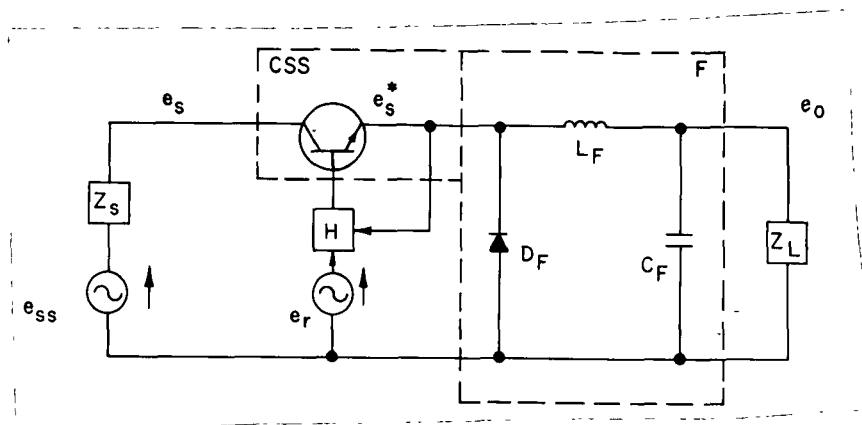 CSS
F
e_s
e_s*
e_o
L_F
Z_s
H
D_F
C_F
Z_L
e_ss
e_r